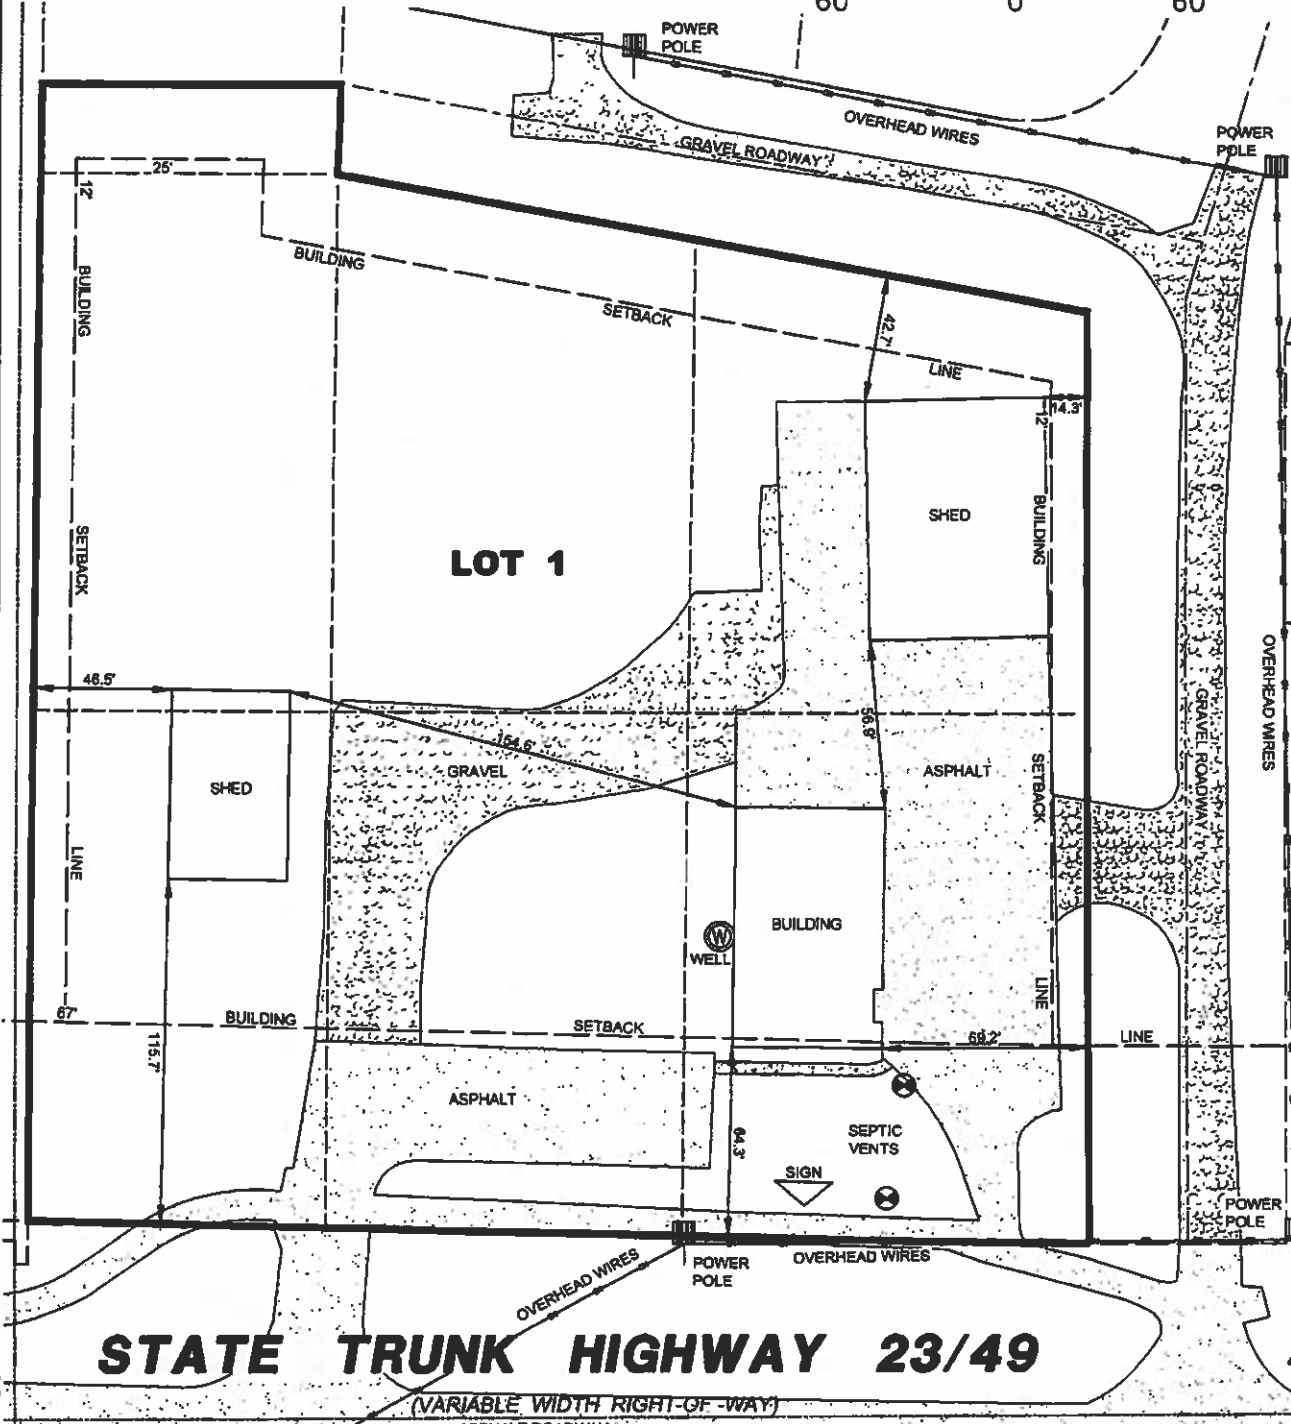 60 0 60
POWER
POLE
OVERHEAD WIRES
POWER
POLE
GRAVEL ROADWAY
25'
12'
BUILDING
BUILDING
SETBACK
LINE
42.7'
14.3'
12'
SHED
BUILDING
SETBACK
LOT 1
OVERHEAD WIRES
46.5'
56.9'
GRAVEL ROADWAY
154.6'
GRAVEL
ASPHALT
SETBACK
SHED
LINE
BUILDING
WELL
W
LINE
67'
BUILDING
SETBACK
69.2'
LINE
115.7'
ASPHALT
64.3'
SEPTIC
VENTS
SIGN
POWER
POLE
OVERHEAD WIRES
POWER
POLE
OVERHEAD WIRES
STATE TRUNK HIGHWAY 23/49
(VARIABLE WIDTH RIGHT-OF-WAY)